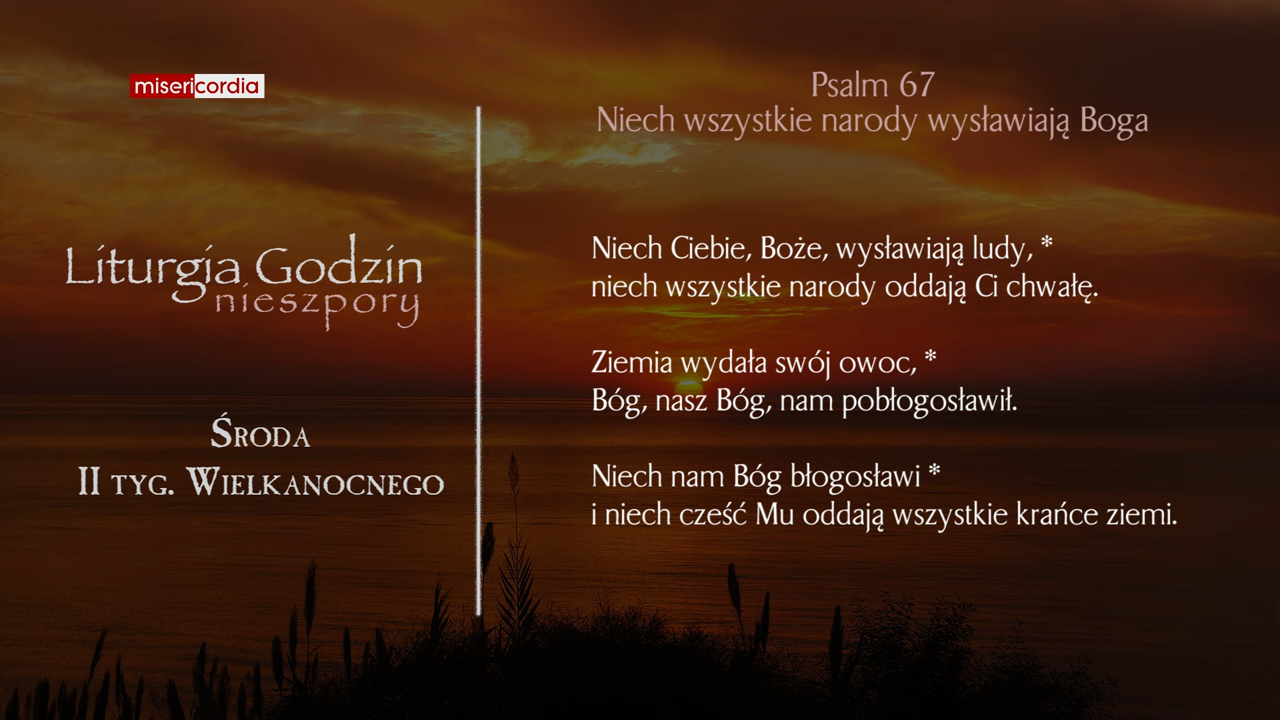 misericordia
Liturgia Godzin
nieszpory
Środa
II tyg. Wielkanocnego
Psalm 67
Niech wszystkie narody wysławiają Boga
Niech Ciebie, Boże, wysławiają ludy, *
niech wszystkie narody oddają Ci chwałę.
Ziemia wydała swój owoc, *
Bóg, nasz Bóg, nam pobłogosławił.
Niech nam Bóg błogosławi *
i niech cześć Mu oddają wszystkie krańce ziemi.